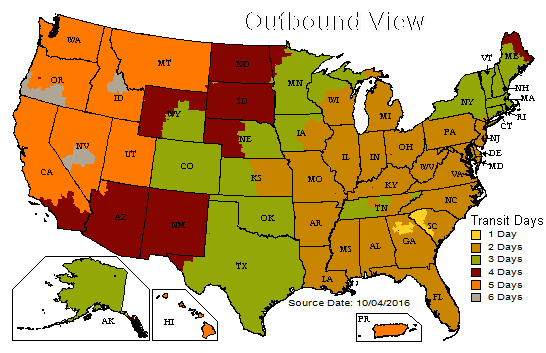 Outbound View
WA
MT
ND
MN
VT
ME
OR
ID
SD
WI
MI
NY
NH
MA
RI
CT
WY
NE
IA
PA
NJ
DE
MD
NV
UT
CO
KS
MO
IL
IN
OH
WV
VA
KY
CA
AZ
NM
OK
AR
TN
NC
SC
MS
AL
GA
TX
LA
FL
AK
HI
PR
Transit Days
1 Day
2 Days
3 Days
4 Days
5 Days
6 Days
Source Date: 10/04/2016